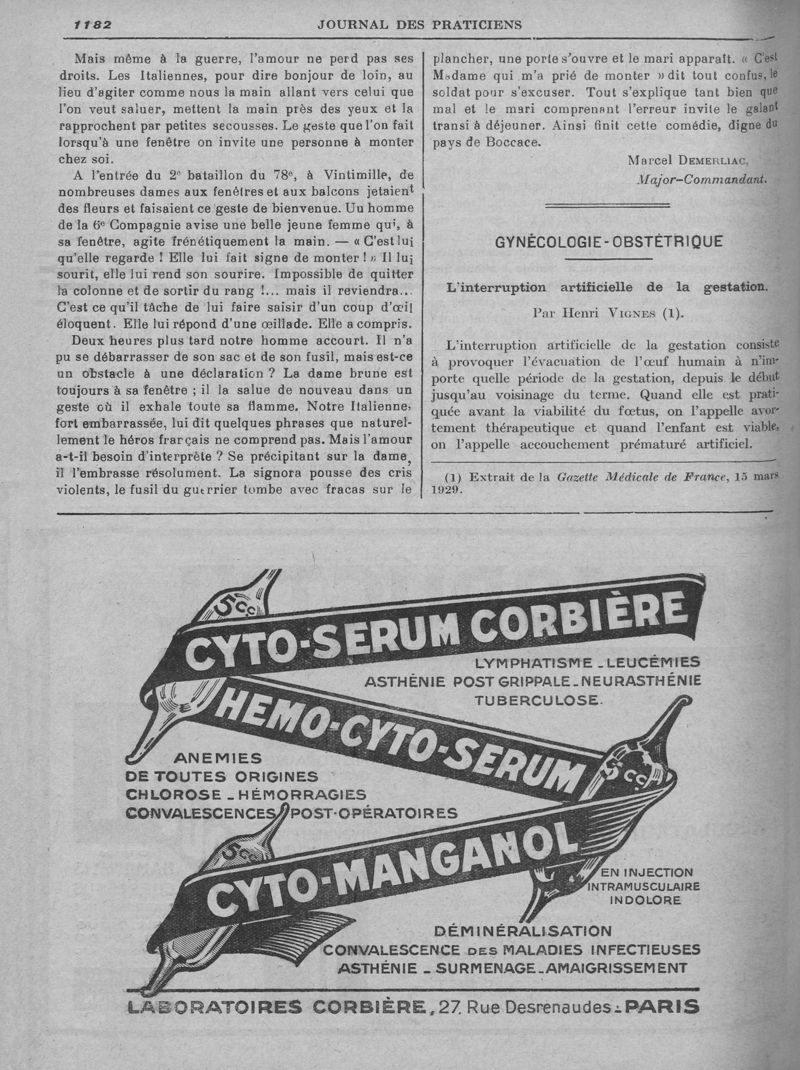 1182
JOURNAL DES PRATICIENS
Mais même à la guerre, l'amour ne perd pas ses
droits. Les Italiennes, pour dire bonjour de loin, au
lieu d'agiter comme nous la main allant vers celui que
l'on veut saluer, mettent la main près des yeux et la
rapprochent par petites secousses. Le geste que l'on fait
lorsqu'à une fenêtre on invite une personne à monter
chez soi.
A l'entrée du 2e bataillon du 78e, à Vintimille, de
nombreuses dames aux fenêtres et aux balcons jetaient
des fleurs et faisaient ce geste de bienvenue. Uu homme
de la 6e Compagnie avise une belle jeune femme qui, à
sa fenêtre, agite frénétiquement la main. — « C'est lui
qu'elle regarde ! Elle lui fait signe de monter ! » Il lui
sourit, elle lui rend son sourire. Impossible de quitter
la colonne et de sortir du rang !... mais il reviendra...
C'est ce qu'il tâche de lui faire saisir d'un coup d'œil
éloquent. Elle lui répond d'une œillade. Elle a compris.
Deux heures plus tard notre homme accourt. Il n'a
pu se débarrasser de son sac et de son fusil, mais est-ce
un obstacle à une déclaration ? La dame brune est
toujours à sa fenêtre ; il la salue de nouveau dans un
geste où il exhale toute sa flamme. Notre Italienne,
fort embarrassée, lui dit quelques phrases que naturel-
lement le héros français ne comprend pas. Mais l'amour
a-t-il besoin d'interprète ? Se précipitant sur la dame,
il l'embrasse résolument. La signora pousse des cris
violents, le fusil du guerrier tombe avec fracas sur le
plancher, une porte s'ouvre et le mari apparaît. « C'est
Madame qui m'a prié de monter » dit tout confus, le
soldat pour s'excuser. Tout s'explique tant bien que
mal et le mari comprenant l'erreur invite le galant
transi à déjeuner. Ainsi finit cette comédie, digne du
pays de Boccace.
Marcel DEMERLIAC,
Major-Commandant.
GYNÉCOLOGIE-OBSTÉTRIQUE
L'interruption artificielle de la gestation.
Par Henri VIGNES (1).
L'interruption artificielle de la gestation consiste
à provoquer l'évacuation de l'œuf humain à n'im-
porte quelle période de la gestation, depuis le début
jusqu'au voisinage du terme. Quand elle est prati-
quée avant la viabilité du fœtus, on l'appelle avor-
tement thérapeutique et quand l'enfant est viable,
on l'appelle accouchement prématuré artificiel.
(1) Extrait de la Gazette Médicale de France, 15 mars
1929.
5cc.
CYTO-SERUM CORBIÈRE
LYMPHATISME - LEUCÉMIES
ASTHÉNIE POST GRIPPALE - NEURASTHÉNIE
TUBERCULOSE.
HEMO-CYTO-SERUM
5cc
ANEMIES
DE TOUTES ORIGINES
CHLOROSE - HÉMORRAGIES
CONVALESCENCES POST-OPÉRATOIRES
5cc.
CYTO-MANGANOL
EN INJECTION
INTRAMUSCULAIRE
INDOLORE
DÉMINÉRALISATION
CONVALESCENCE DES MALADIES INFECTIEUSES
ASTHÉNIE - SURMENAGE - AMAIGRISSEMENT
LABORATOIRES CORBIÈRE, 27, Rue Desrenaudes - PARIS